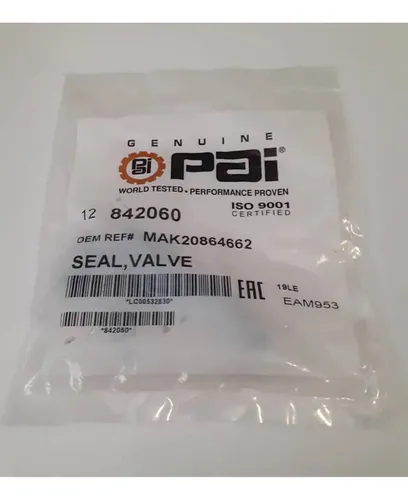 GENUINE
pai®
WORLD TESTED • PERFORMANCE PROVEN
ISO 9001
CERTIFIED
12 842060
OEM REF# MAK20864662
SEAL,VALVE
*LC00532830*
EAC
19LE
EAM953
*842060*